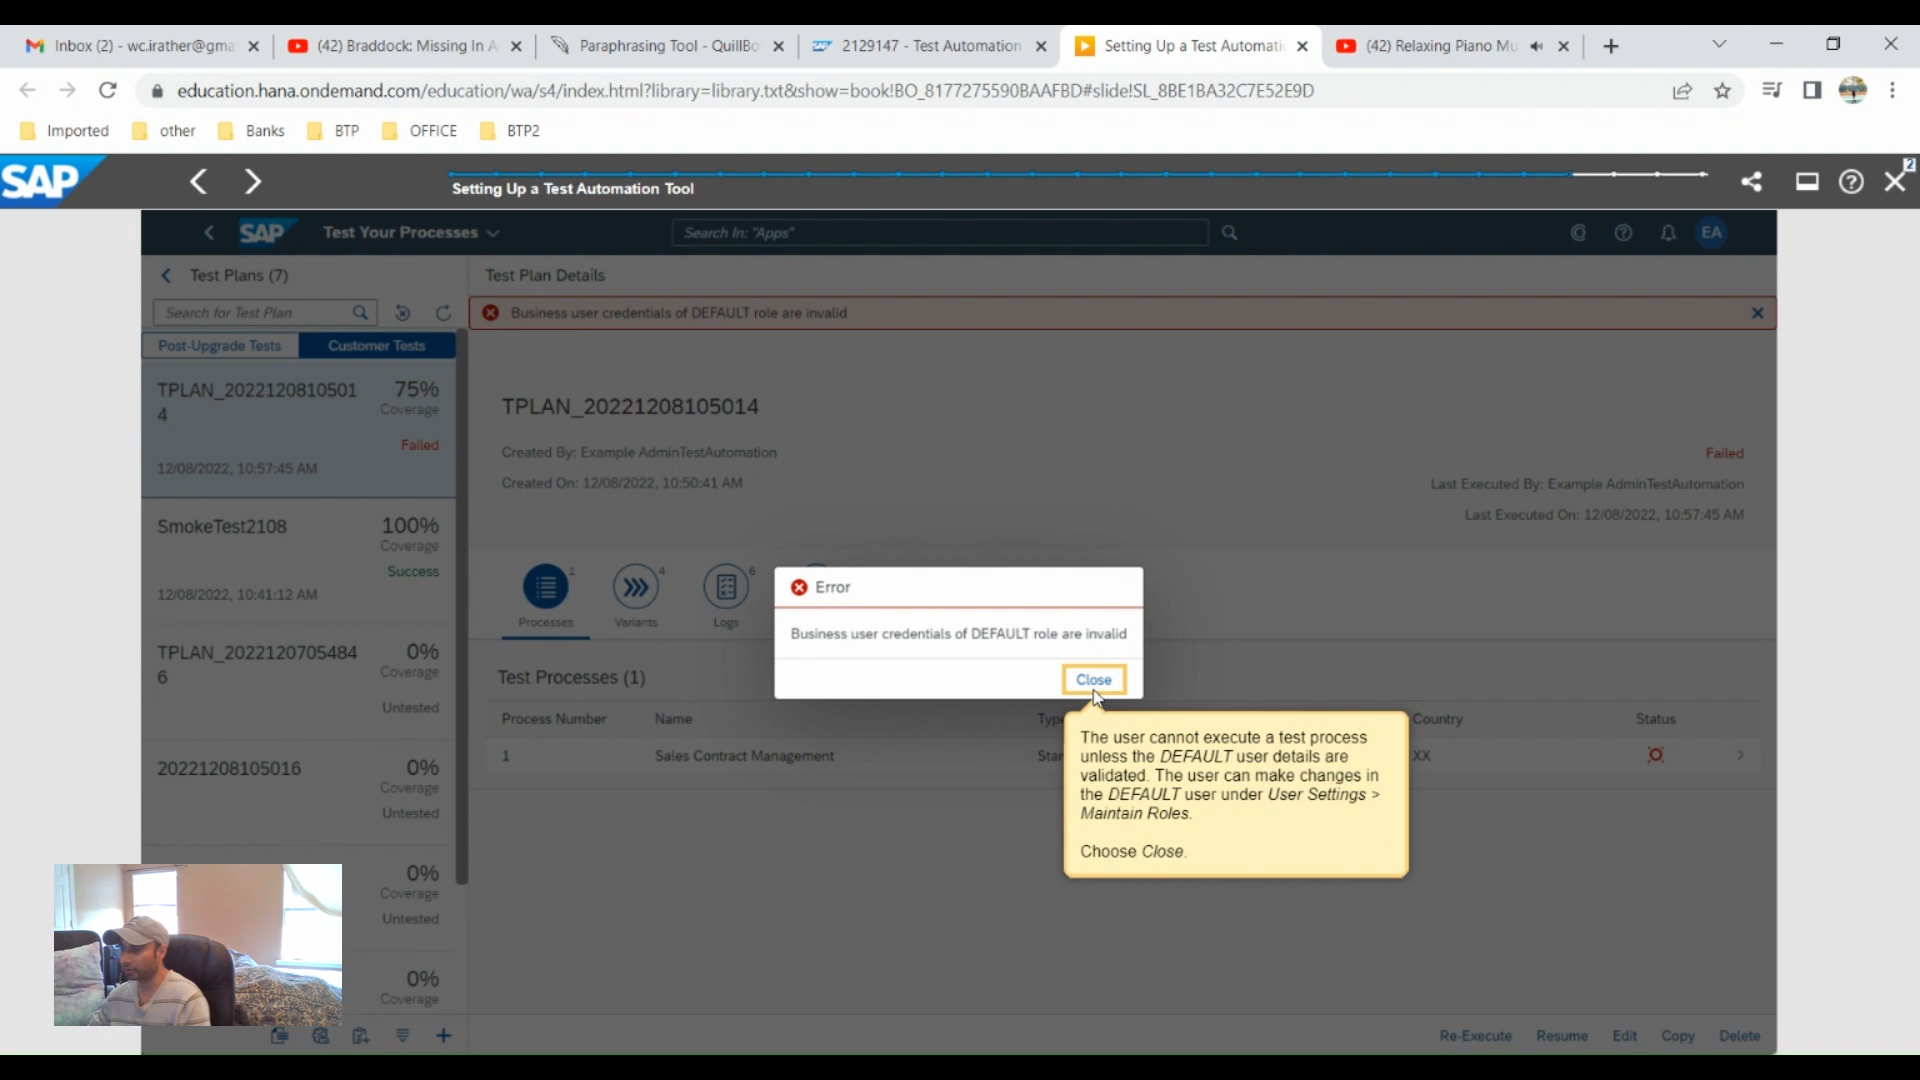 Inbox (2) - wc.irather@gma
(42) Braddock: Missing In A
Paraphrasing Tool - QuillBo
2129147 - Test Automation
Setting Up a Test Automati
(42) Relaxing Piano Mu
education.hana.ondemand.com/education/wa/s4/index.html?library=library.txt&show=book!BO_8177275590BAAFBD#slide!SL_8BE1BA32C7E52E9D
Imported
other
Banks
BTP
OFFICE
BTP2
SAP
Setting Up a Test Automation Tool
2
SAP
Test Your Processes
Search In: "Apps"
EA
Test Plans (7)
Test Plan Details
Search for Test Plan
Business user credentials of DEFAULT role are invalid
Post-Upgrade Tests
Customer Tests
TPLAN_2022120810501
4
75%
Coverage
Failed
12/08/2022, 10:57:45 AM
SmokeTest2108
100%
Coverage
Success
12/08/2022, 10:41:12 AM
TPLAN_2022120705484
6
0%
Coverage
Untested
20221208105016
0%
Coverage
Untested
0%
Coverage
Untested
0%
Coverage
TPLAN_20221208105014
Created By: Example AdminTestAutomation
Created On: 12/08/2022, 10:50:41 AM
Failed
Last Executed By: Example AdminTestAutomation
Last Executed On: 12/08/2022, 10:57:45 AM
1
Processes
4
Variants
6
Logs
Error
Business user credentials of DEFAULT role are invalid
Close
Test Processes (1)
Process Number
Name
Type
Country
Status
1
Sales Contract Management
Star
XX
The user cannot execute a test process
unless the DEFAULT user details are
validated. The user can make changes in
the DEFAULT user under User Settings >
Maintain Roles.
Choose Close.
Re-Execute
Resume
Edit
Copy
Delete